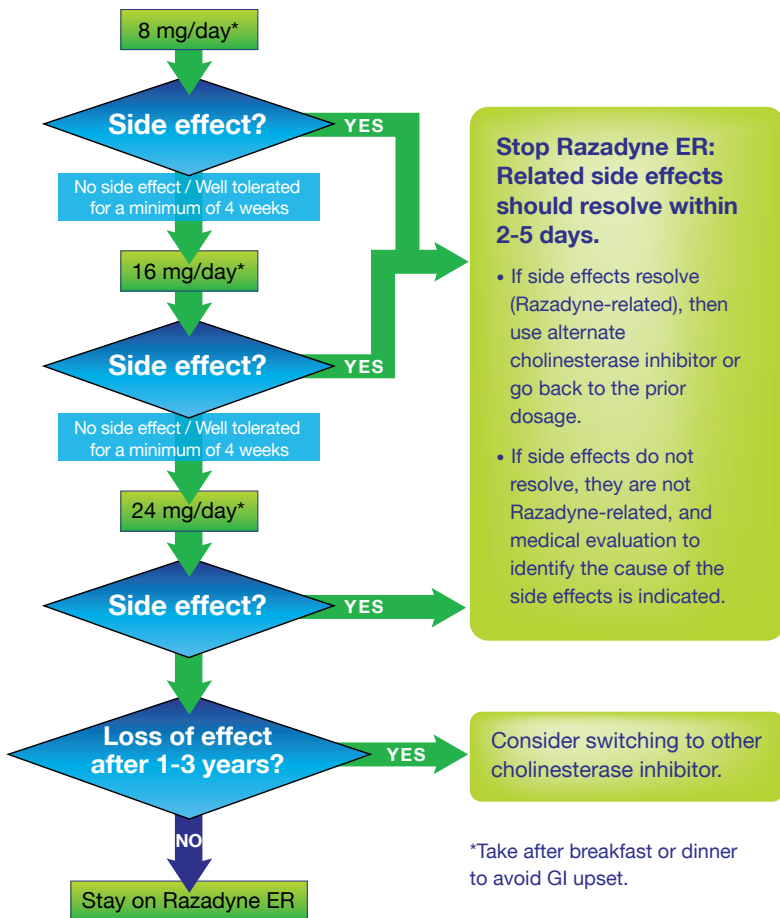 8 mg/day*
Side effect?
YES
No side effect / Well tolerated
for a minimum of 4 weeks
16 mg/day*
Side effect?
YES
No side effect / Well tolerated
for a minimum of 4 weeks
24 mg/day*
Side effect?
YES
Stop Razadyne ER:
Related side effects
should resolve within
2-5 days.
• If side effects resolve
(Razadyne-related), then
use alternate
cholinesterase inhibitor or
go back to the prior
dosage.
• If side effects do not
resolve, they are not
Razadyne-related, and
medical evaluation to
identify the cause of the
side effects is indicated.
Loss of effect
after 1-3 years?
YES
Consider switching to other
cholinesterase inhibitor.
NO
Stay on Razadyne ER
*Take after breakfast or dinner
to avoid GI upset.